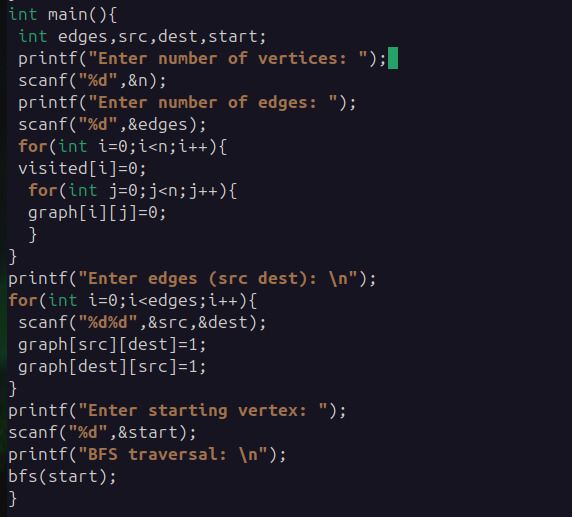 int main(){
 int edges,src,dest,start;
 printf("Enter number of vertices: ");
 scanf("%d",&n);
 printf("Enter number of edges: ");
 scanf("%d",&edges);
 for(int i=0;i<n;i++){
 visited[i]=0;
  for(int j=0;j<n;j++){
  graph[i][j]=0;
  }
}
printf("Enter edges (src dest): \n");
for(int i=0;i<edges;i++){
 scanf("%d%d",&src,&dest);
 graph[src][dest]=1;
 graph[dest][src]=1;
}
printf("Enter starting vertex: ");
scanf("%d",&start);
printf("BFS traversal: \n");
bfs(start);
}